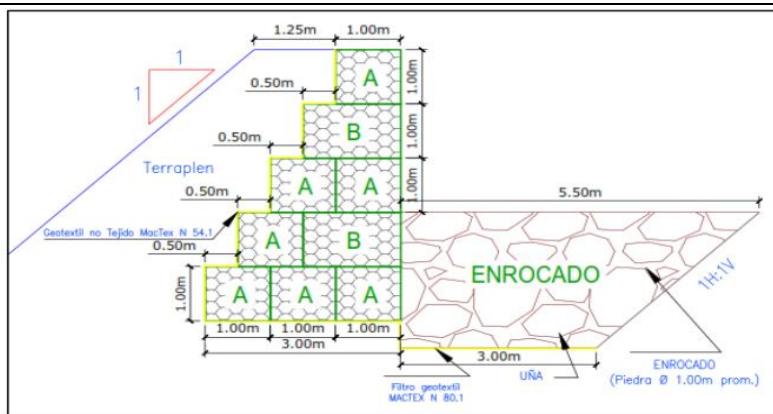 1.25m
1.00m
1
1
A
1.00m
0.50m
B
1.00m
0.50m
Terraplen
A
A
1.00m
0.50m
5.50m
Geotextil no Tejido MacTex N 54.1
A
B
0.50m
ENROCADO
1H:1V
1.00m
A
A
A
1.00m
1.00m
1.00m
3.00m
3.00m
Filtro geotextil
MACTEX N 80.1
UÑA
ENROCADO
(Piedra Ø 1.00m prom.)